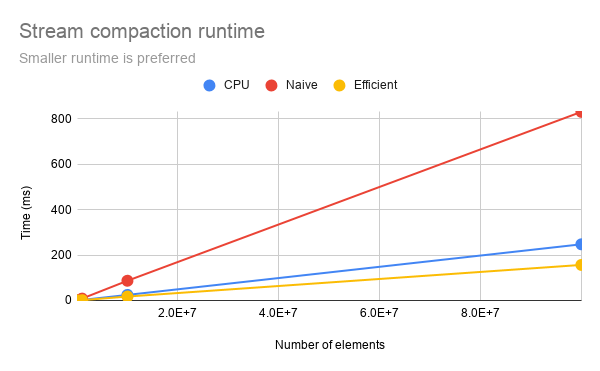 Stream compaction runtime
Smaller runtime is preferred
CPU Naive Efficient
800
600
400
200
0
Time (ms)
2.0E+7 4.0E+7 6.0E+7 8.0E+7
Number of elements